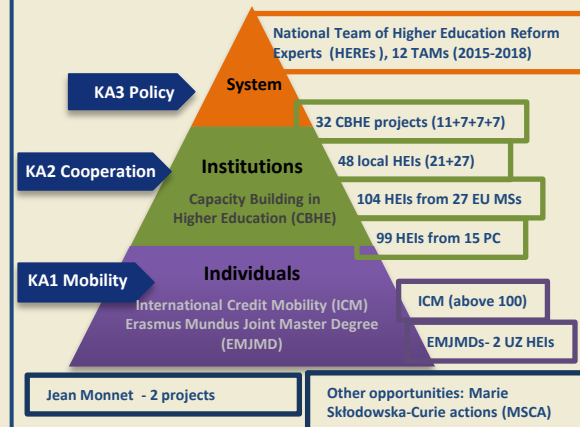 National Team of Higher Education Reform
Experts (HEREs ), 12 TAMs (2015-2018)
KA3 Policy
System
32 CBHE projects (11+7+7+7)
KA2 Cooperation
Institutions
48 local HEIs (21+27)
Capacity Building in
Higher Education (CBHE)
104 HEIs from 27 EU MSs
99 HEIs from 15 PC
KA1 Mobility
Individuals
International Credit Mobility (ICM)
Erasmus Mundus Joint Master Degree
(EMJMD)
ICM (above 100)
EMJMDs- 2 UZ HEIs
Jean Monnet - 2 projects
Other opportunities: Marie
Skłodowska-Curie actions (MSCA)